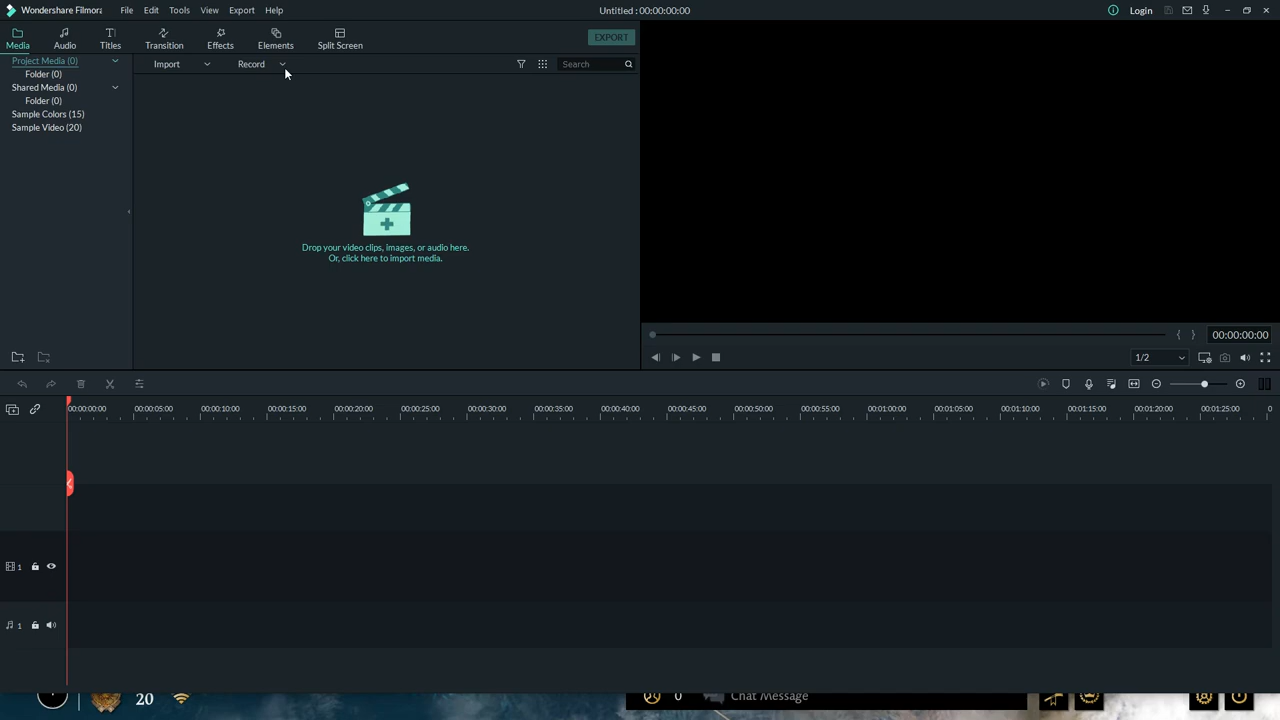 Wondershare Filmora File Edit Tools View Export Help Untitled : 00:00:00:00 Login
Media Audio Titles Transition Effects Elements Split Screen EXPORT
Project Media (0)
Folder (0)
Shared Media (0)
Folder (0)
Sample Colors (15)
Sample Video (20)
Import Record Search
Drop your video clips, images, or audio here.
Or, click here to import media.
00:00:00:00
1/2
00:00:00:00 00:00:05:00 00:00:10:00 00:00:15:00 00:00:20:00 00:00:25:00 00:00:30:00 00:00:35:00 00:00:40:00 00:00:45:00 00:00:50:00 00:00:55:00 00:01:00:00 00:01:05:00 00:01:10:00 00:01:15:00 00:01:20:00 00:01:25:00 0
1
1
20 0 Chat Message